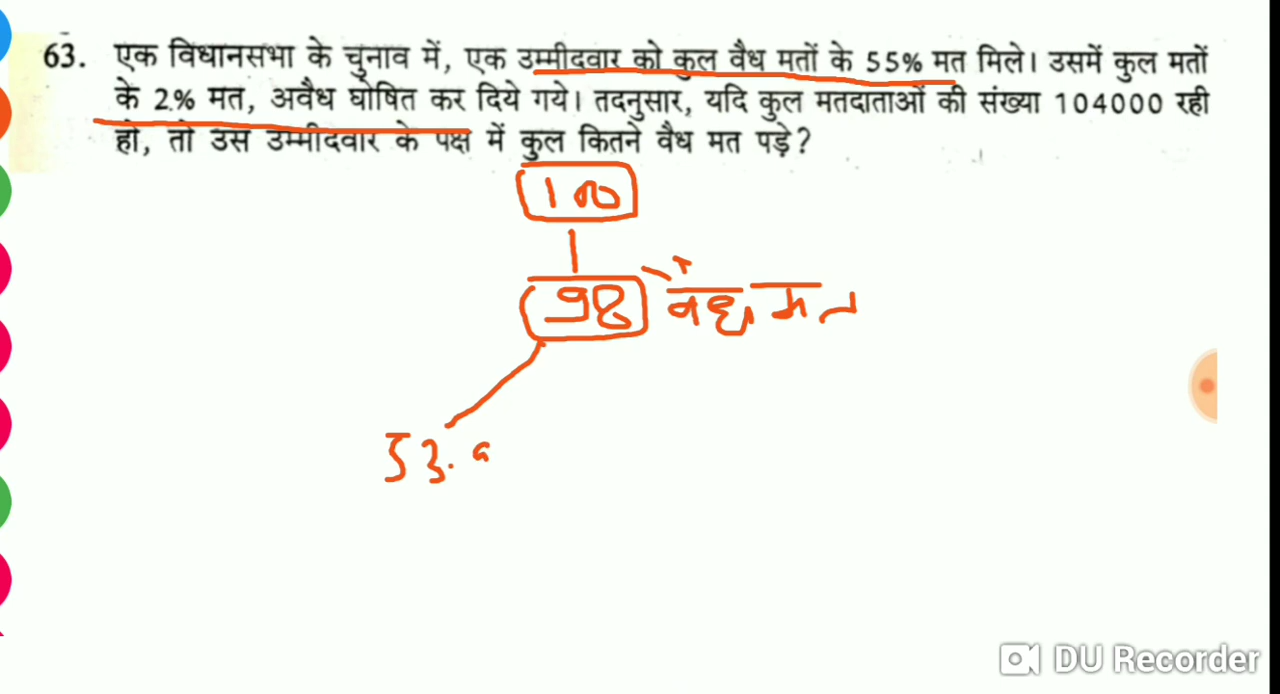 63. एक विधानसभा के चुनाव में, एक उम्मीदवार को कुल वैध मतों के 55% मत मिले। उसमें कुल मतों
के 2% मत, अवैध घोषित कर दिये गये। तदनुसार, यदि कुल मतदाताओं की संख्या 104000 रही
हो, तो उस उम्मीदवार के पक्ष में कुल कितने वैध मत पड़े?
100
98 वैध मत
53.9
DU Recorder